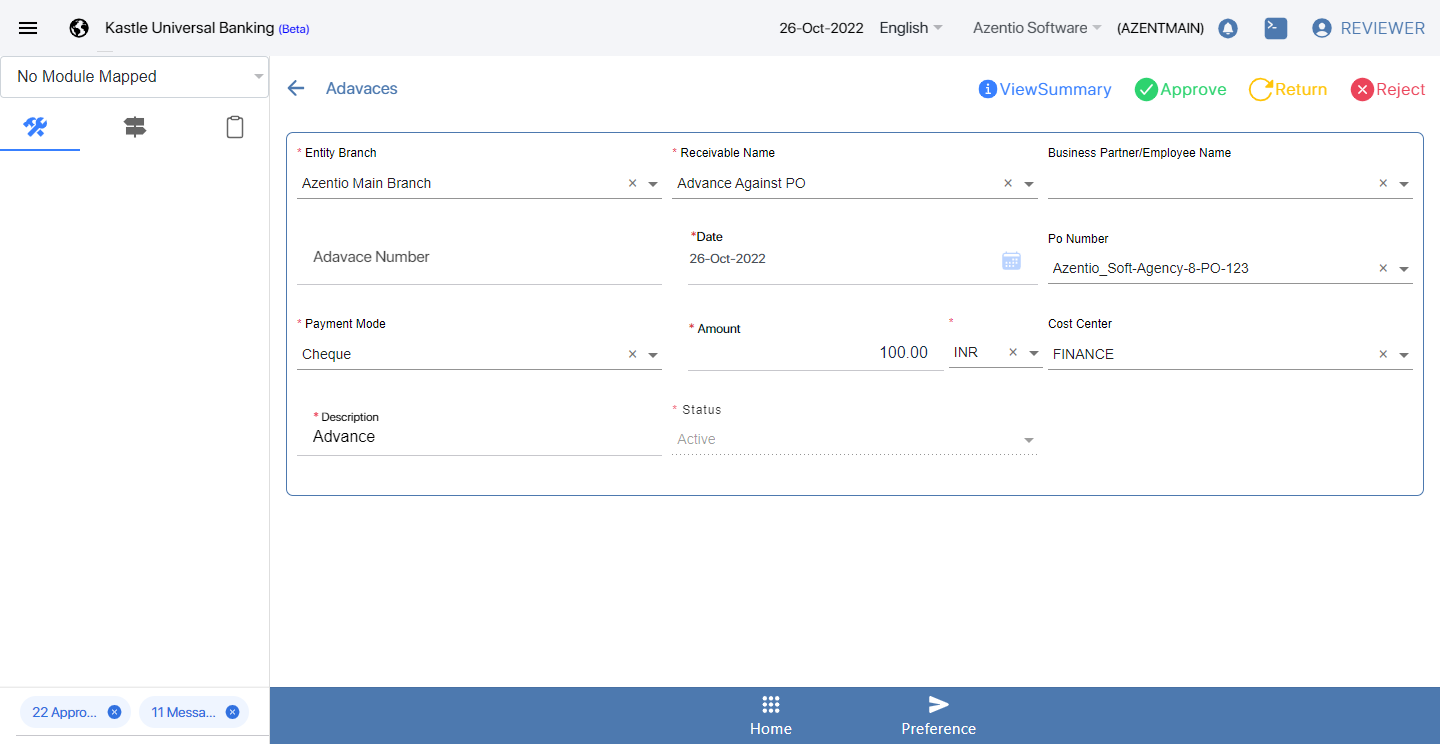 Kastle Universal Banking (Beta)
26-Oct-2022 English Azentio Software (AZENTMAIN) REVIEWER
No Module Mapped
Adavaces
ViewSummary Approve Return Reject
* Entity Branch
Azentio Main Branch
* Receivable Name
Advance Against PO
Business Partner/Employee Name
Adavace Number
*Date
26-Oct-2022
Po Number
Azentio_Soft-Agency-8-PO-123
* Payment Mode
Cheque
* Amount
100.00
*
INR
Cost Center
FINANCE
* Description
Advance
* Status
Active
22 Appro...
11 Messa...
Home
Preference